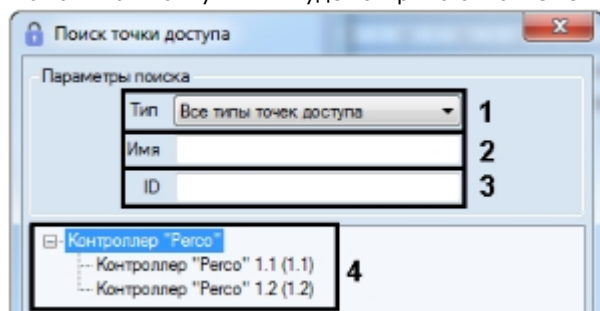 Поиск точки доступа
Параметры поиска
Тип Все типы точек доступа 1
Имя 2
ID 3
Контроллер "Perco"
Контроллер "Perco" 1.1 (1.1)
4
Контроллер "Perco" 1.2 (1.2)